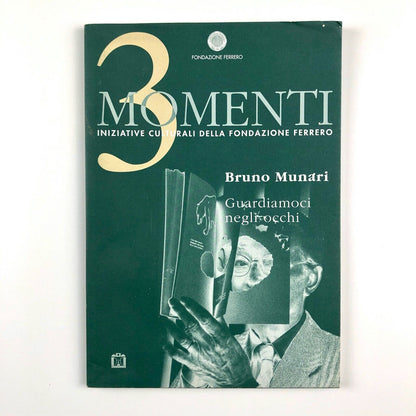 FONDAZIONE FERRERO
3
MOMENTI
INIZIATIVE CULTURALI DELLA FONDAZIONE FERRERO
Bruno Munari
Guardiamoci
negli occhi